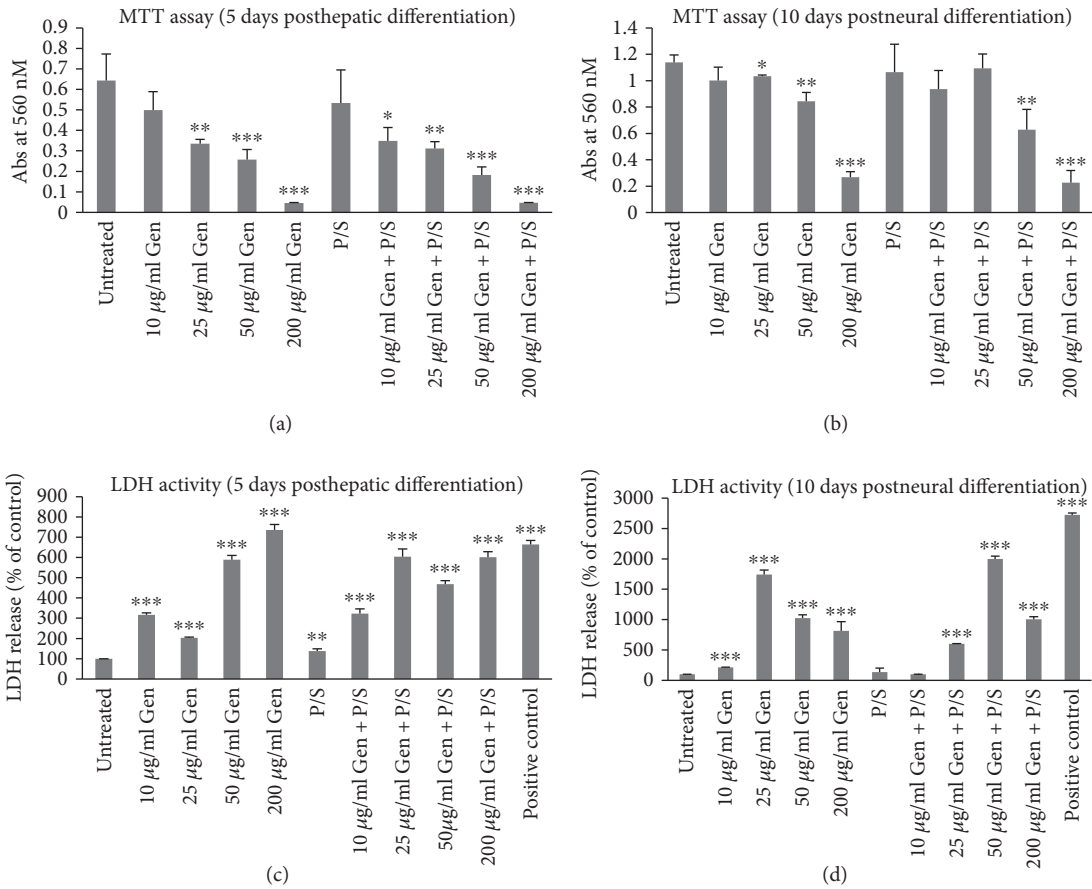 MTT assay (5 days posthepatic differentiation)
Abs at 560 nM
0.9
0.8
0.7
0.6
0.5
0.4
0.3
0.2
0.1
0
**
***
***
*
**
***
***
Untreated
10 µg/ml Gen
25 µg/ml Gen
50 µg/ml Gen
200 µg/ml Gen
P/S
10 µg/ml Gen + P/S
25 µg/ml Gen + P/S
50 µg/ml Gen + P/S
200 µg/ml Gen + P/S
(a)
MTT assay (10 days postneural differentiation)
Abs at 560 nM
1.4
1.2
1
0.8
0.6
0.4
0.2
0
*
**
***
**
***
Untreated
10 µg/ml Gen
25 µg/ml Gen
50 µg/ml Gen
200 µg/ml Gen
P/S
10 µg/ml Gen + P/S
25 µg/ml Gen + P/S
50 µg/ml Gen + P/S
200 µg/ml Gen + P/S
(b)
LDH activity (5 days posthepatic differentiation)
LDH release (% of control)
900
800
700
600
500
400
300
200
100
0
***
***
***
***
**
***
***
***
***
***
Untreated
10 µg/ml Gen
25 µg/ml Gen
50 µg/ml Gen
200 µg/ml Gen
P/S
10 µg/ml Gen + P/S
25 µg/ml Gen + P/S
50µg/ml Gen + P/S
200 µg/ml Gen + P/S
Positive control
(c)
LDH activity (10 days postneural differentiation)
LDH release (% of control)
3000
2500
2000
1500
1000
500
0
***
***
***
***
***
***
***
***
Untreated
10 µg/ml Gen
25 µg/ml Gen
50 µg/ml Gen
200 µg/ml Gen
P/S
10 µg/ml Gen + P/S
25 µg/ml Gen + P/S
50 µg/ml Gen + P/S
200 µg/ml Gen + P/S
Positive control
(d)